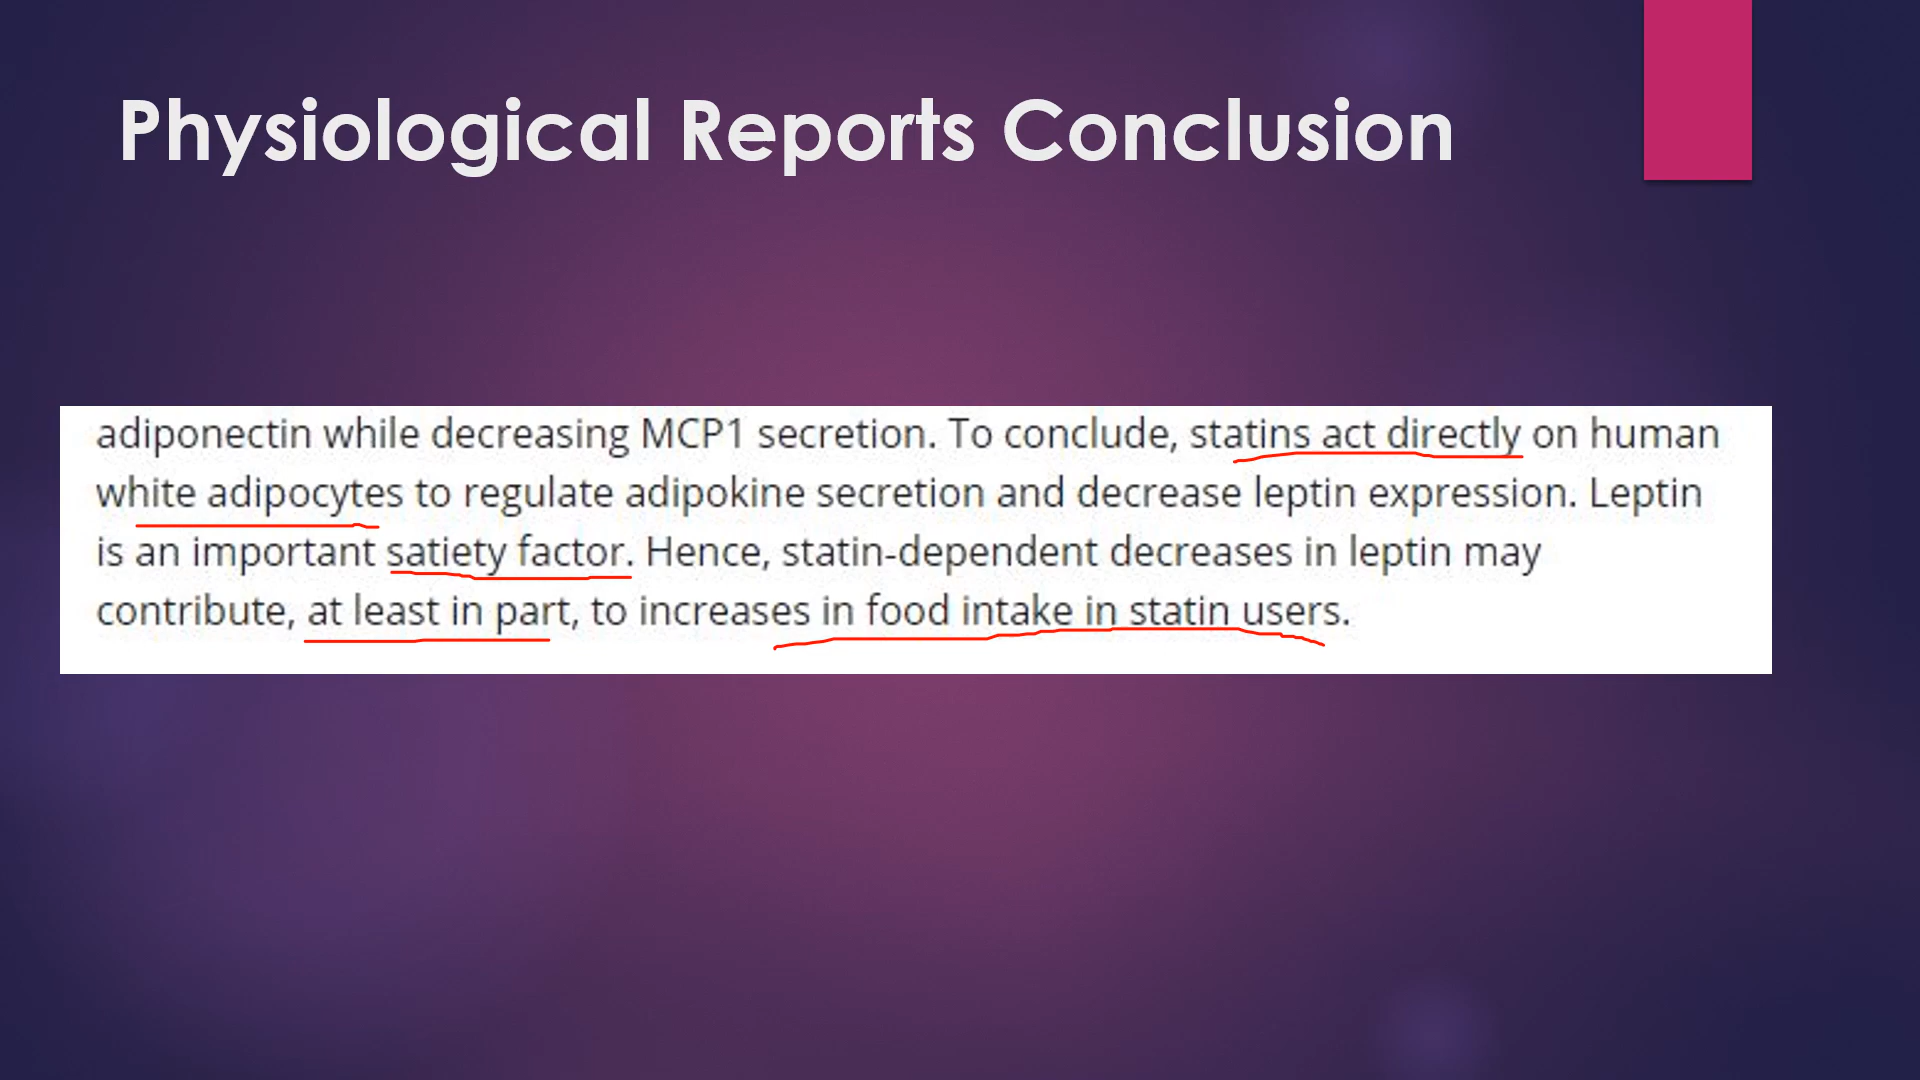 Physiological Reports Conclusion
adiponectin while decreasing MCP1 secretion. To conclude, statins act directly on human
white adipocytes to regulate adipokine secretion and decrease leptin expression. Leptin
is an important satiety factor. Hence, statin-dependent decreases in leptin may
contribute, at least in part, to increases in food intake in statin users.